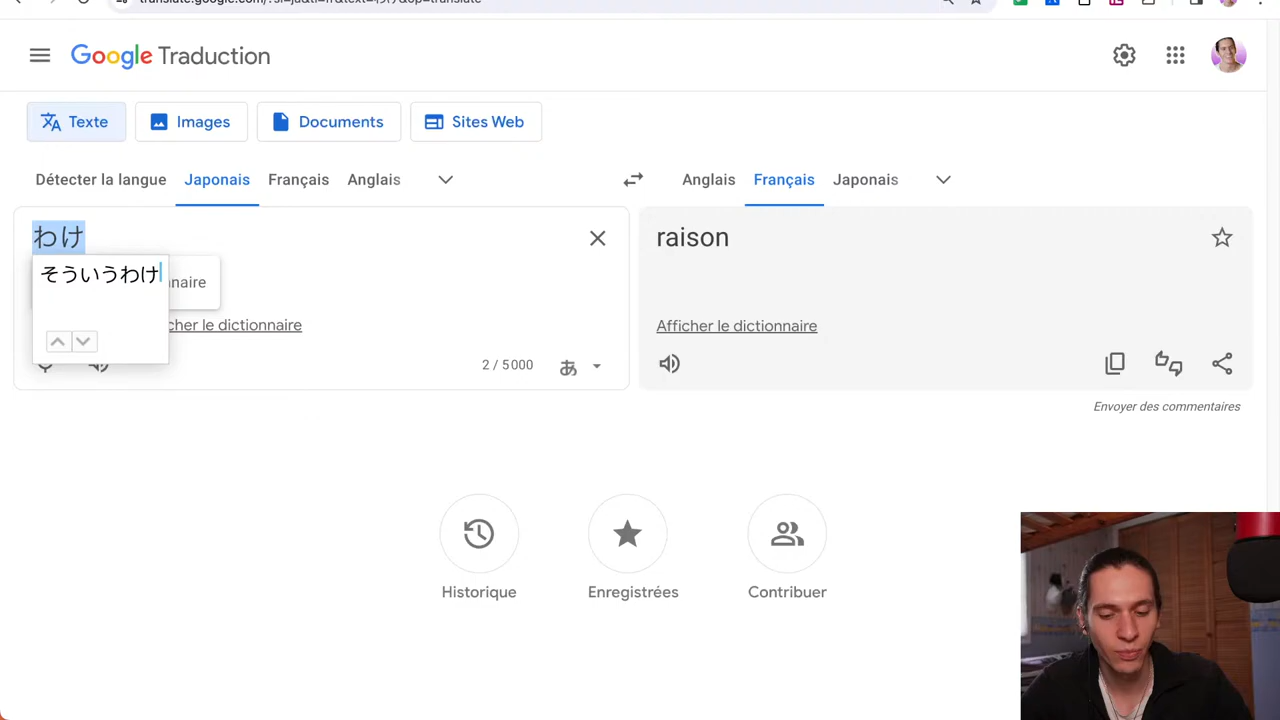 Google Traduction
Texte
Images
Documents
Sites Web
Détecter la langue
Japonais
Français
Anglais
Anglais
Français
Japonais
わけ
raison
そういうわけ
nnaire
cher le dictionnaire
Afficher le dictionnaire
2 / 5000
あ
Envoyer des commentaires
Historique
Enregistrées
Contribuer